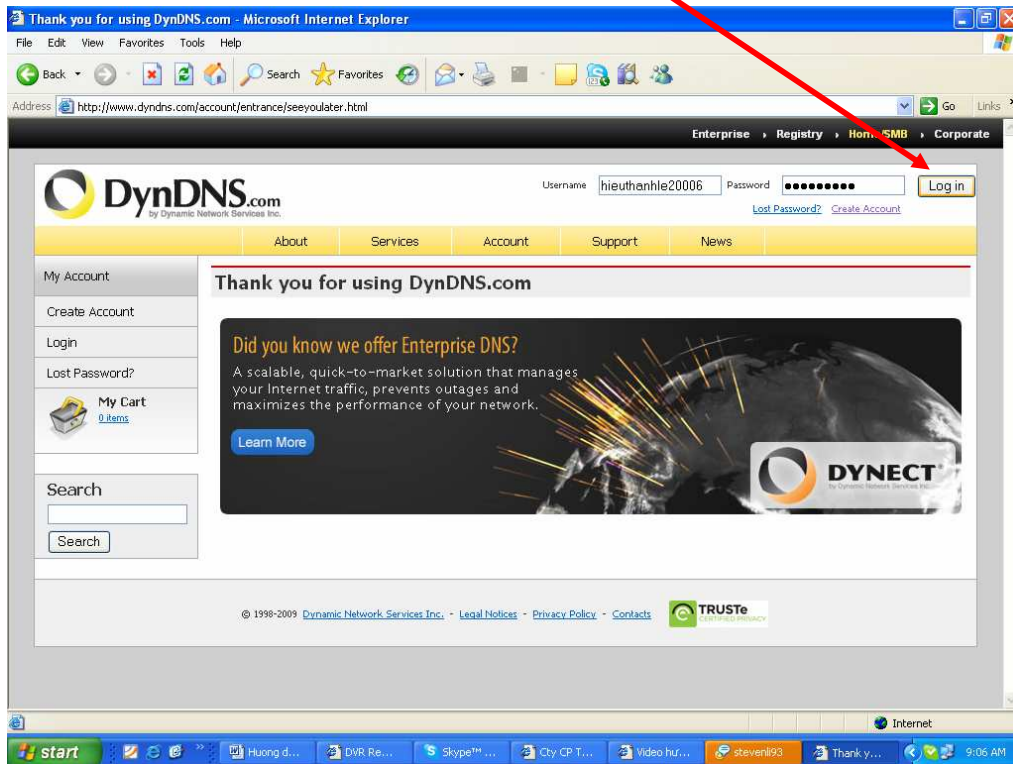 Thank you for using DynDNS.com - Microsoft Internet Explorer
File Edit View Favorites Tools Help
Back Search Favorites
Address http://www.dyndns.com/account/entrance/seeyoulater.html Go Links
Enterprise Registry Home/SMB Corporate
DynDNS.com
by Dynamic Network Services Inc.
Username hieuthanhle20006 Password Log in
Lost Password? Create Account
About Services Account Support News
My Account
Create Account
Login
Lost Password?
My Cart
0 items
Search
Search
Thank you for using DynDNS.com
Did you know we offer Enterprise DNS?
A scalable, quick-to-market solution that manages
your Internet traffic, prevents outages and
maximizes the performance of your network.
Learn More
DYNECT
by Dynamic Network Services Inc.
© 1998-2009 Dynamic Network Services Inc. - Legal Notices - Privacy Policy - Contacts
TRUSTe
CERTIFIED PRIVACY
Internet
start Huong d... DVR Re... Skype™ ... Cty CP T... Video hu... stevenli93 Thank y... 9:06 AM